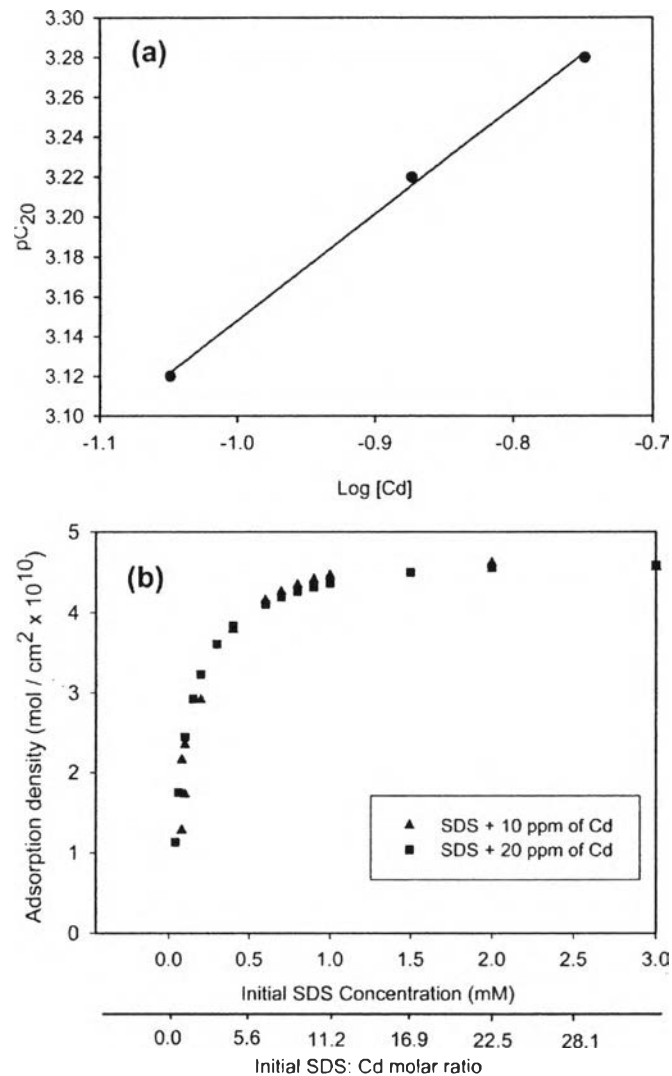 3.30
(a)
3.28
3.26
3.24
3.22
3.20
3.18
3.16
3.14
3.12
3.10
pC20
-1.1 -1.0 -0.9 -0.8 -0.7
Log [Cd]
5
(b)
4
3
2
1
0
Adsorption density (mol / cm² x 10¹⁰)
SDS + 10 ppm of Cd
SDS + 20 ppm of Cd
0.0 0.5 1.0 1.5 2.0 2.5 3.0
Initial SDS Concentration (mM)
0.0 5.6 11.2 16.9 22.5 28.1
Initial SDS: Cd molar ratio